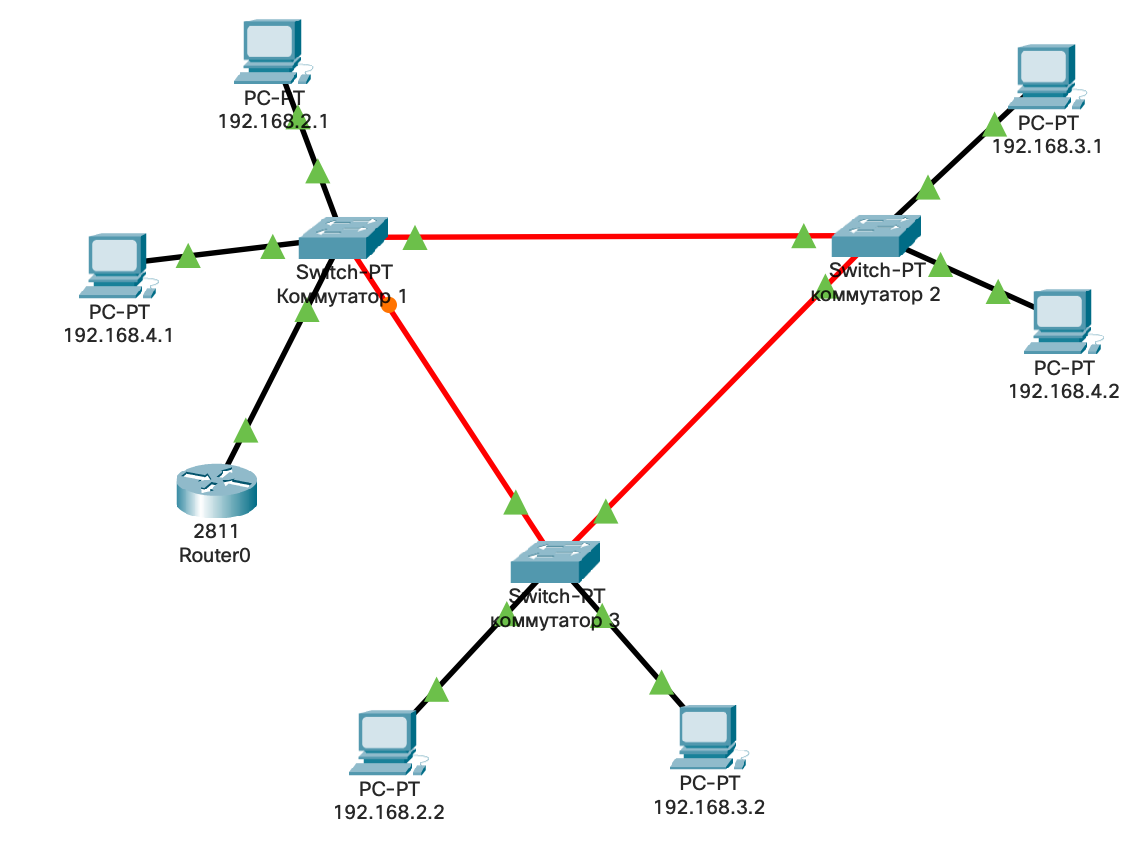 PC-PT
192.168.2.1
PC-PT
192.168.3.1
PC-PT
192.168.4.1
Switch-PT
Коммутатор 1
Switch-PT
коммутатор 2
PC-PT
192.168.4.2
2811
Router0
Switch-PT
коммутатор 3
PC-PT
192.168.2.2
PC-PT
192.168.3.2